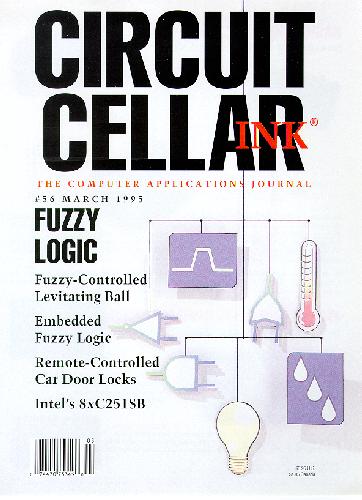 CIRCUIT
CELLAR
INK®
THE COMPUTER APPLICATIONS JOURNAL
#56 MARCH 1995
FUZZY
LOGIC
Fuzzy-Controlled
Levitating Ball
Embedded
Fuzzy Logic
Remote-Controlled
Car Door Locks
Intel's 8xC251SB
03